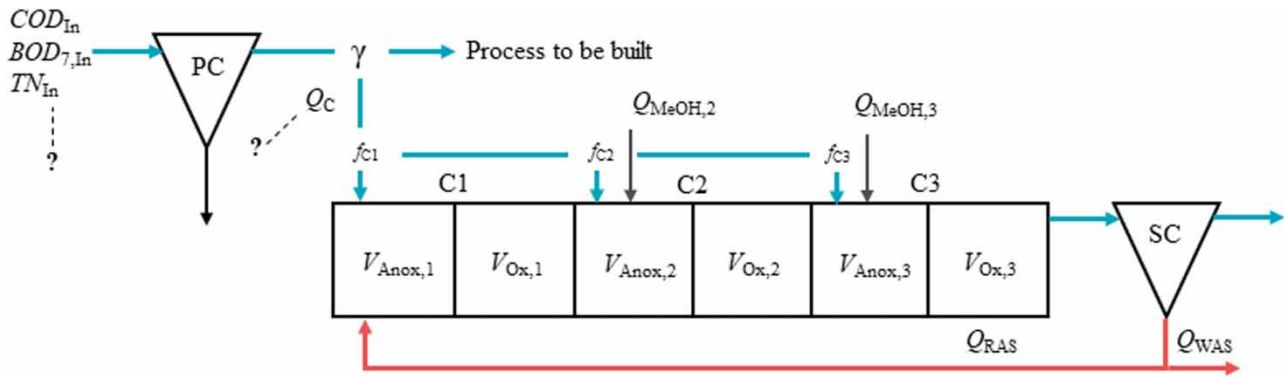 COD_In
BOD_7,In
TN_In
?
PC
Q_C
?
γ
Process to be built
Q_MeOH,2
Q_MeOH,3
f_C1
f_C2
f_C3
C1
C2
C3
V_Anox,1
V_Ox,1
V_Anox,2
V_Ox,2
V_Anox,3
V_Ox,3
SC
Q_RAS
Q_WAS